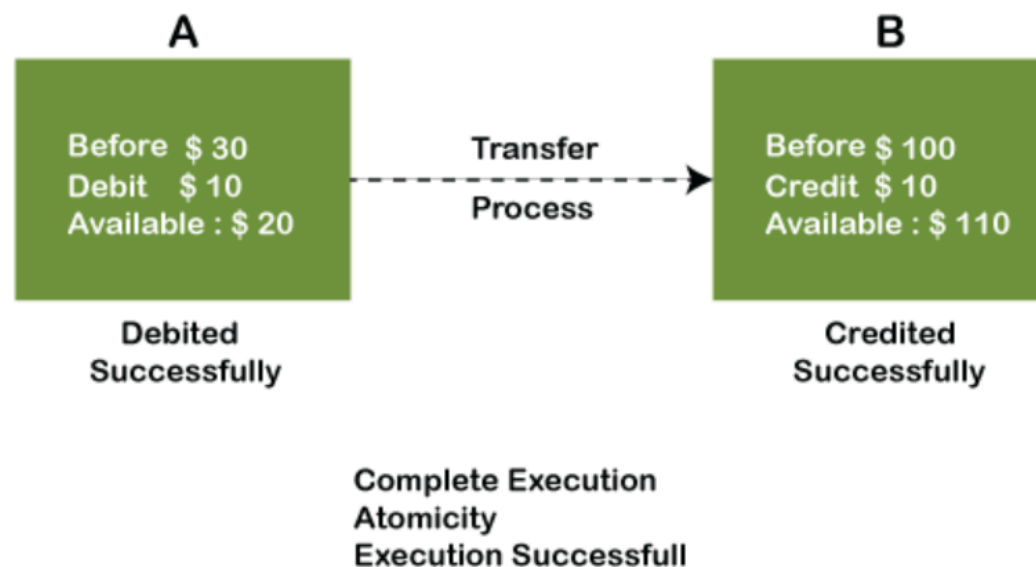 A
B
Before $ 30
Debit $ 10
Available : $ 20
Transfer
Process
Before $ 100
Credit $ 10
Available : $ 110
Debited
Successfully
Credited
Successfully
Complete Execution
Atomicity
Execution Successfull